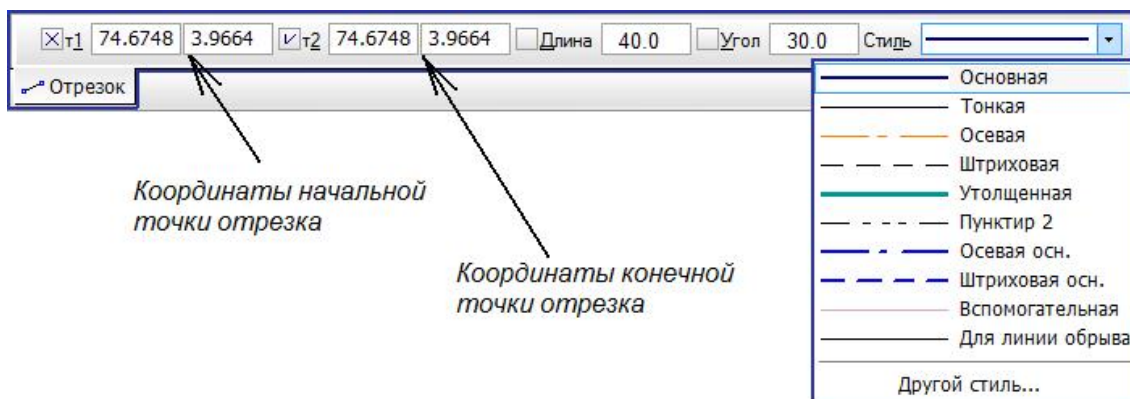 т1 74.6748 3.9664 т2 74.6748 3.9664 Длина 40.0 Угол 30.0 Стиль
Отрезок
Координаты начальной
точки отрезка
Координаты конечной
точки отрезка
Основная
Тонкая
Осевая
Штриховая
Утолщенная
Пунктир 2
Осевая осн.
Штриховая осн.
Вспомогательная
Для линии обрыва
Другой стиль...